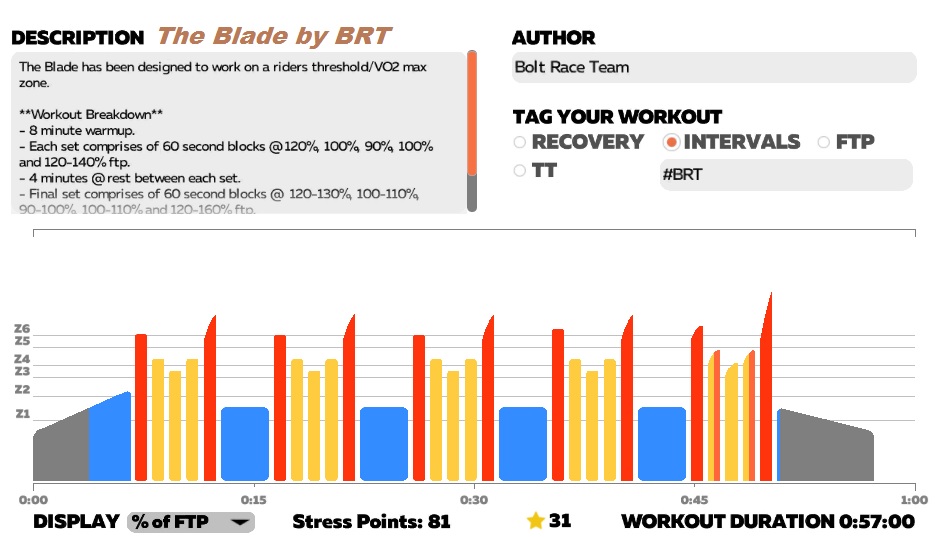 DESCRIPTION The Blade by BRT
The Blade has been designed to work on a riders threshold/VO2 max
zone.
**Workout Breakdown**
- 8 minute warmup.
- Each set comprises of 60 second blocks @120%, 100%, 90%, 100%
and 120-140% ftp.
- 4 minutes @rest between each set.
- Final set comprises of 60 second blocks @ 120-130%, 100-110%,
90-100%, 100-110% and 120-160% ftp.
AUTHOR
Bolt Race Team
TAG YOUR WORKOUT
RECOVERY INTERVALS FTP
TT #BRT
Z6
Z5
Z4
Z3
Z2
Z1
0:00 0:15 0:30 0:45 1:00
DISPLAY % of FTP Stress Points: 81 31 WORKOUT DURATION 0:57:00